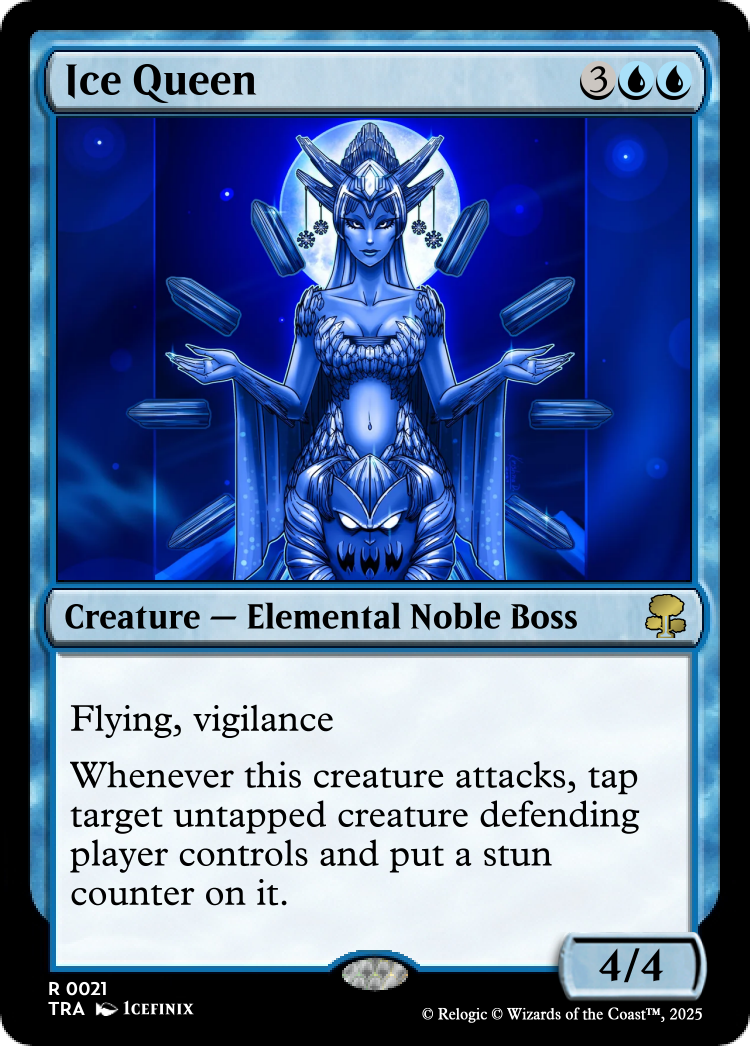 Ice Queen 3
Creature — Elemental Noble Boss
Flying, vigilance
Whenever this creature attacks, tap
target untapped creature defending
player controls and put a stun
counter on it.
4/4
R 0021
TRA Icefinix
© Relogic © Wizards of the Coast™, 2025